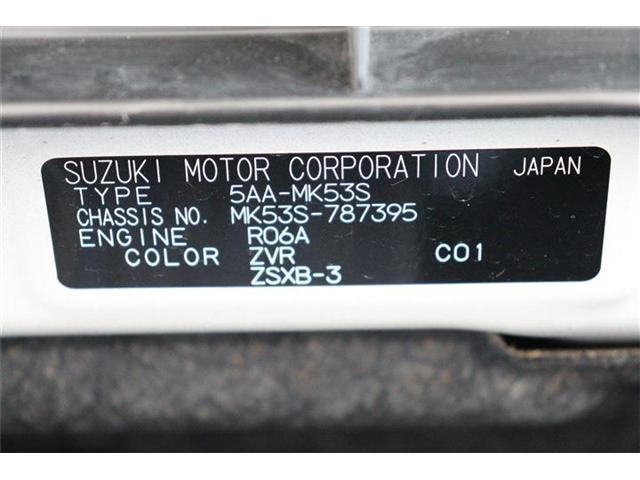 SUZUKI MOTOR CORPORATION JAPAN
TYPE 5AA-MK53S
CHASSIS NO. MK53S-787395
ENGINE R06A
COLOR ZVR C01
ZSXB-3